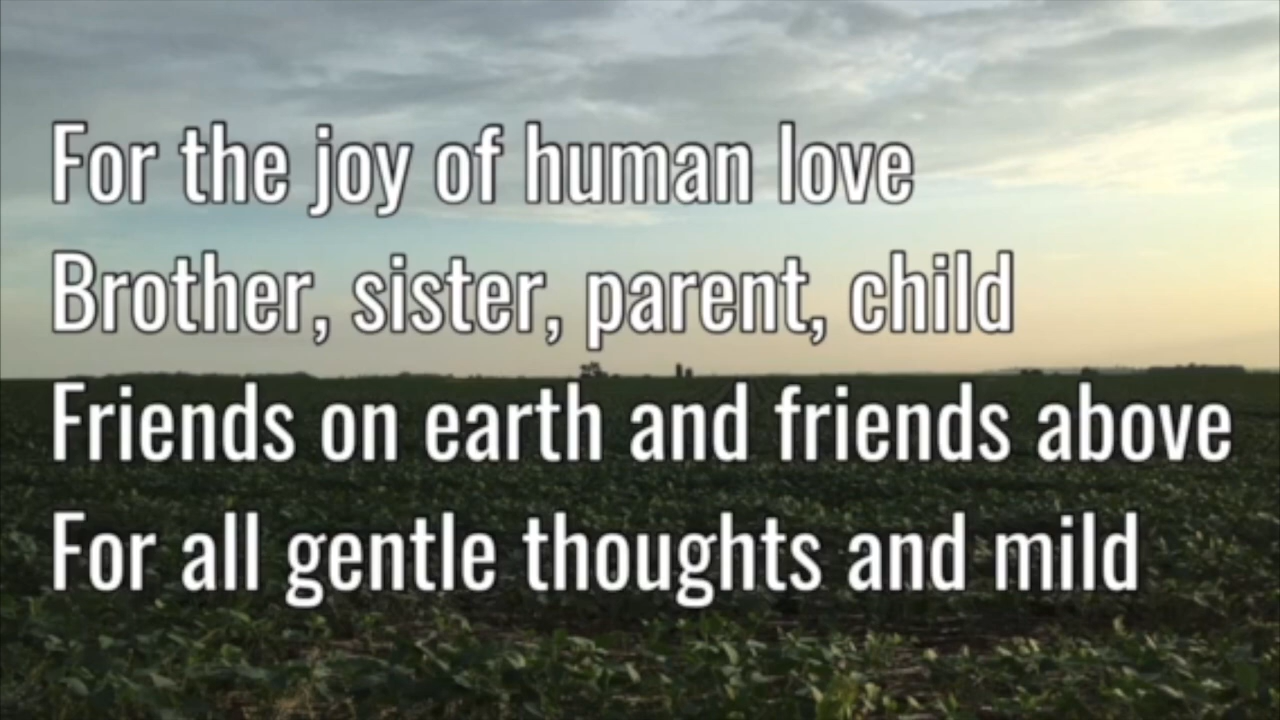 For the joy of human love
Brother, sister, parent, child
Friends on earth and friends above
For all gentle thoughts and mild